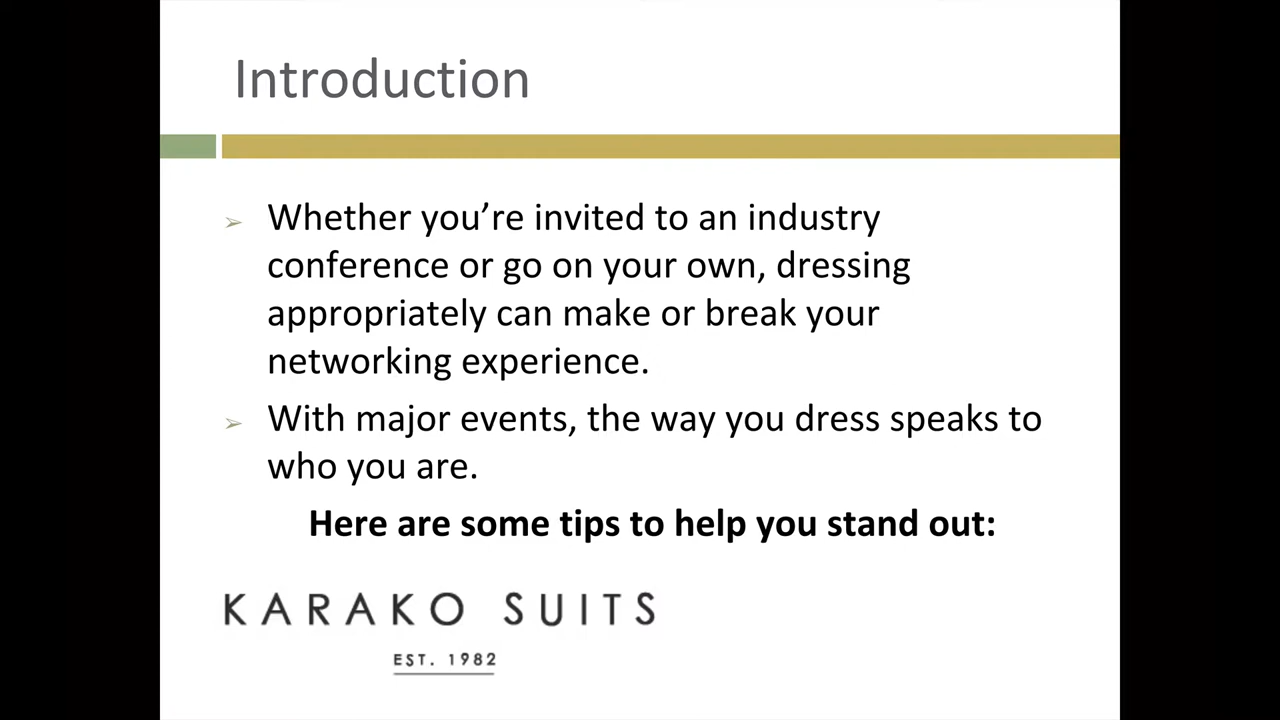 Introduction
➢ Whether you’re invited to an industry
conference or go on your own, dressing
appropriately can make or break your
networking experience.
➢ With major events, the way you dress speaks to
who you are.
Here are some tips to help you stand out:
KARAKO SUITS
EST. 1982